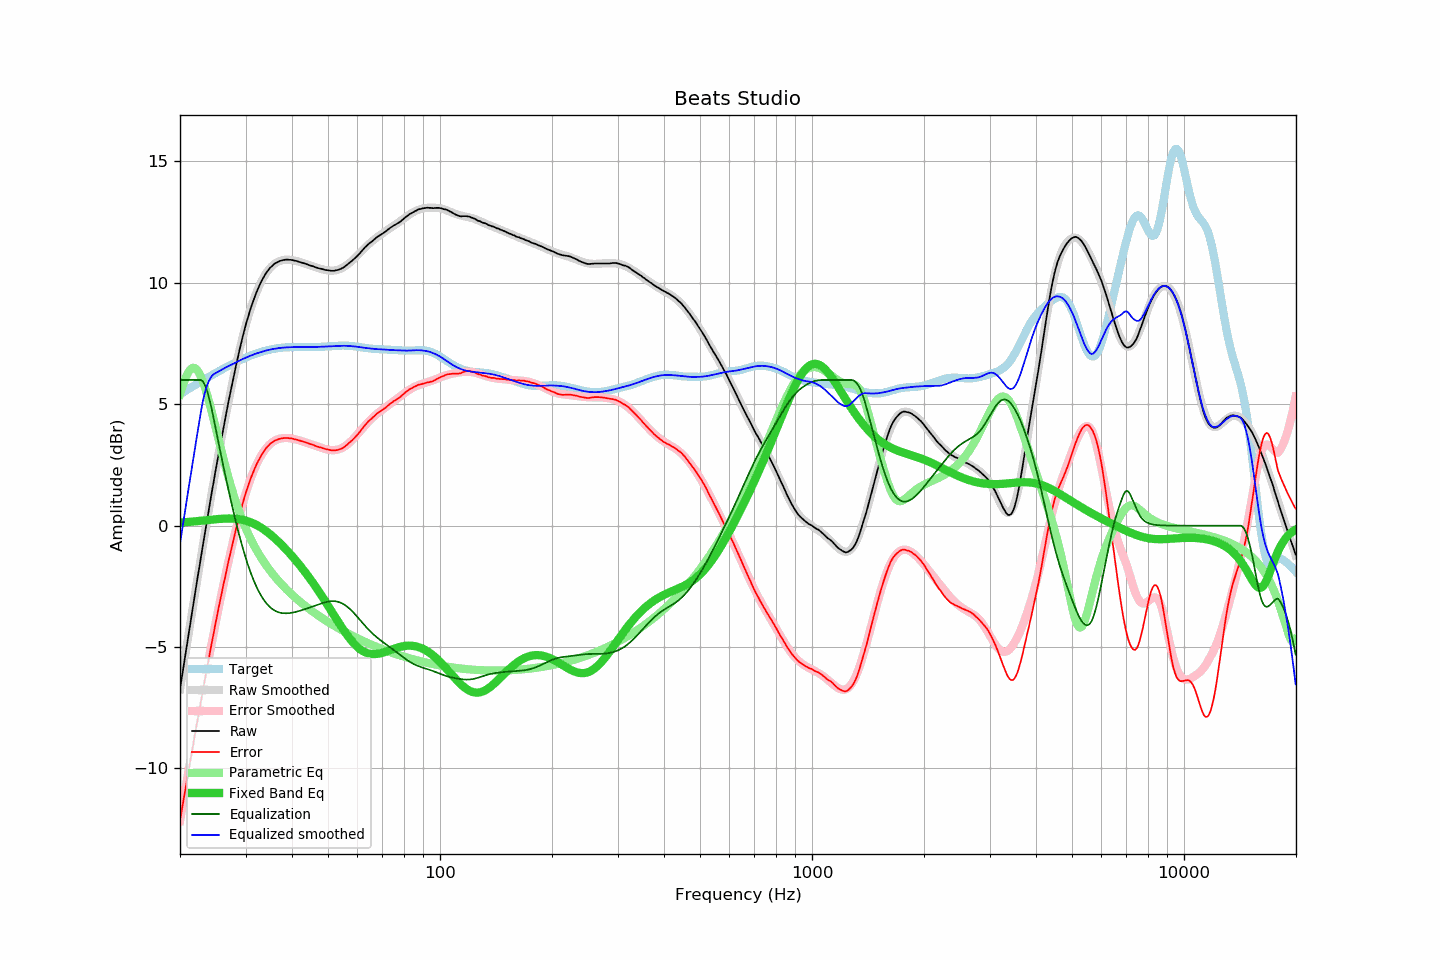 Beats Studio
Amplitude (dBr)
15
10
5
0
−5
−10
Target
Raw Smoothed
Error Smoothed
Raw
Error
Parametric Eq
Fixed Band Eq
Equalization
Equalized smoothed
100 1000 10000
Frequency (Hz)